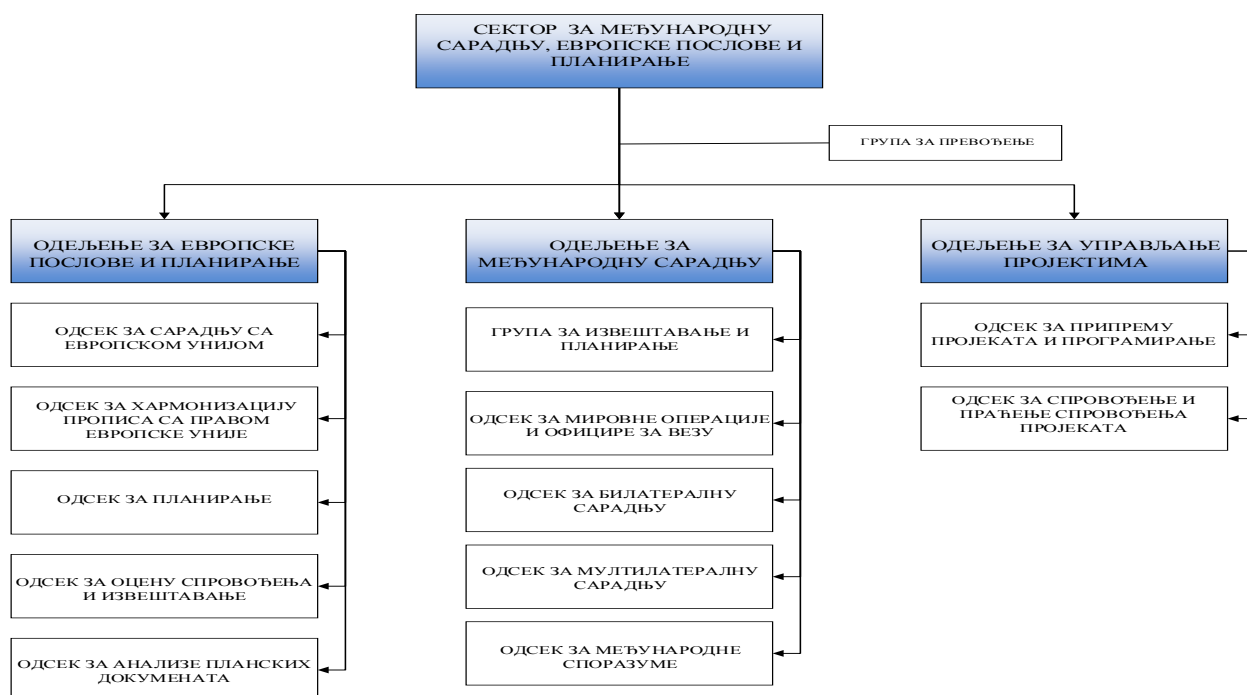 СЕКТОР ЗА МЕЂУНАРОДНУ
САРАДЊУ, ЕВРОПСКЕ ПОСЛОВЕ И
ПЛАНИРАЊЕ
ГРУПА ЗА ПРЕВОЂЕЊЕ
ОДЕЉЕЊЕ ЗА ЕВРОПСКЕ
ПОСЛОВЕ И ПЛАНИРАЊЕ
ОДСЕК ЗА САРАДЊУ СА
ЕВРОПСКОМ УНИЈОМ
ОДСЕК ЗА ХАРМОНИЗАЦИЈУ
ПРОПИСА СА ПРАВОМ
ЕВРОПСКЕ УНИЈЕ
ОДСЕК ЗА ПЛАНИРАЊЕ
ОДСЕК ЗА ОЦЕНУ СПРОВОЂЕЊА
И ИЗВЕШТАВАЊЕ
ОДСЕК ЗА АНАЛИЗЕ ПЛАНСКИХ
ДОКУМЕНАТА
ОДЕЉЕЊЕ ЗА
МЕЂУНАРОДНУ САРАДЊУ
ГРУПА ЗА ИЗВЕШТАВАЊЕ И
ПЛАНИРАЊЕ
ОДСЕК ЗА МИРОВНЕ ОПЕРАЦИЈЕ
И ОФИЦИРЕ ЗА ВЕЗУ
ОДСЕК ЗА БИЛАТЕРАЛНУ
САРАДЊУ
ОДСЕК ЗА МУЛТИЛАТЕРАЛНУ
САРАДЊУ
ОДСЕК ЗА МЕЂУНАРОДНЕ
СПОРАЗУМЕ
ОДЕЉЕЊЕ ЗА УПРАВЉАЊЕ
ПРОЈЕКТИМА
ОДСЕК ЗА ПРИПРЕМУ
ПРОЈЕКАТА И ПРОГРАМИРАЊЕ
ОДСЕК ЗА СПРОВОЂЕЊЕ И
ПРАЋЕЊЕ СПРОВОЂЕЊА
ПРОЈЕКАТА